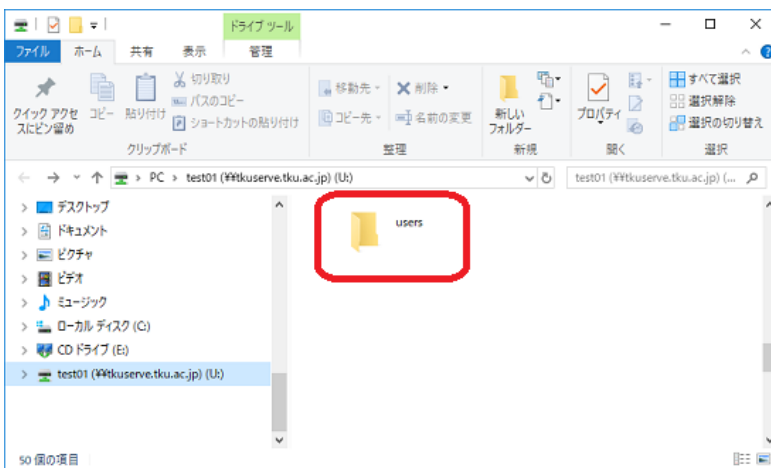 ドライブ ツール
ファイル ホーム 共有 表示 管理
クイック アクセスにピン留め
コピー
貼り付け
切り取り
パスのコピー
ショートカットの貼り付け
クリップボード
移動先
コピー先
削除
名前の変更
整理
新しいフォルダー
新規
プロパティ
開く
すべて選択
選択解除
選択の切り替え
選択
PC > test01 (¥¥tkuserve.tku.ac.jp) (U:)
test01 (¥¥tkuserve.tku.ac.jp) (...
デスクトップ
ドキュメント
ピクチャ
ビデオ
ミュージック
ローカル ディスク (C:)
CD ドライブ (E:)
test01 (¥¥tkuserve.tku.ac.jp) (U:)
users
50 個の項目